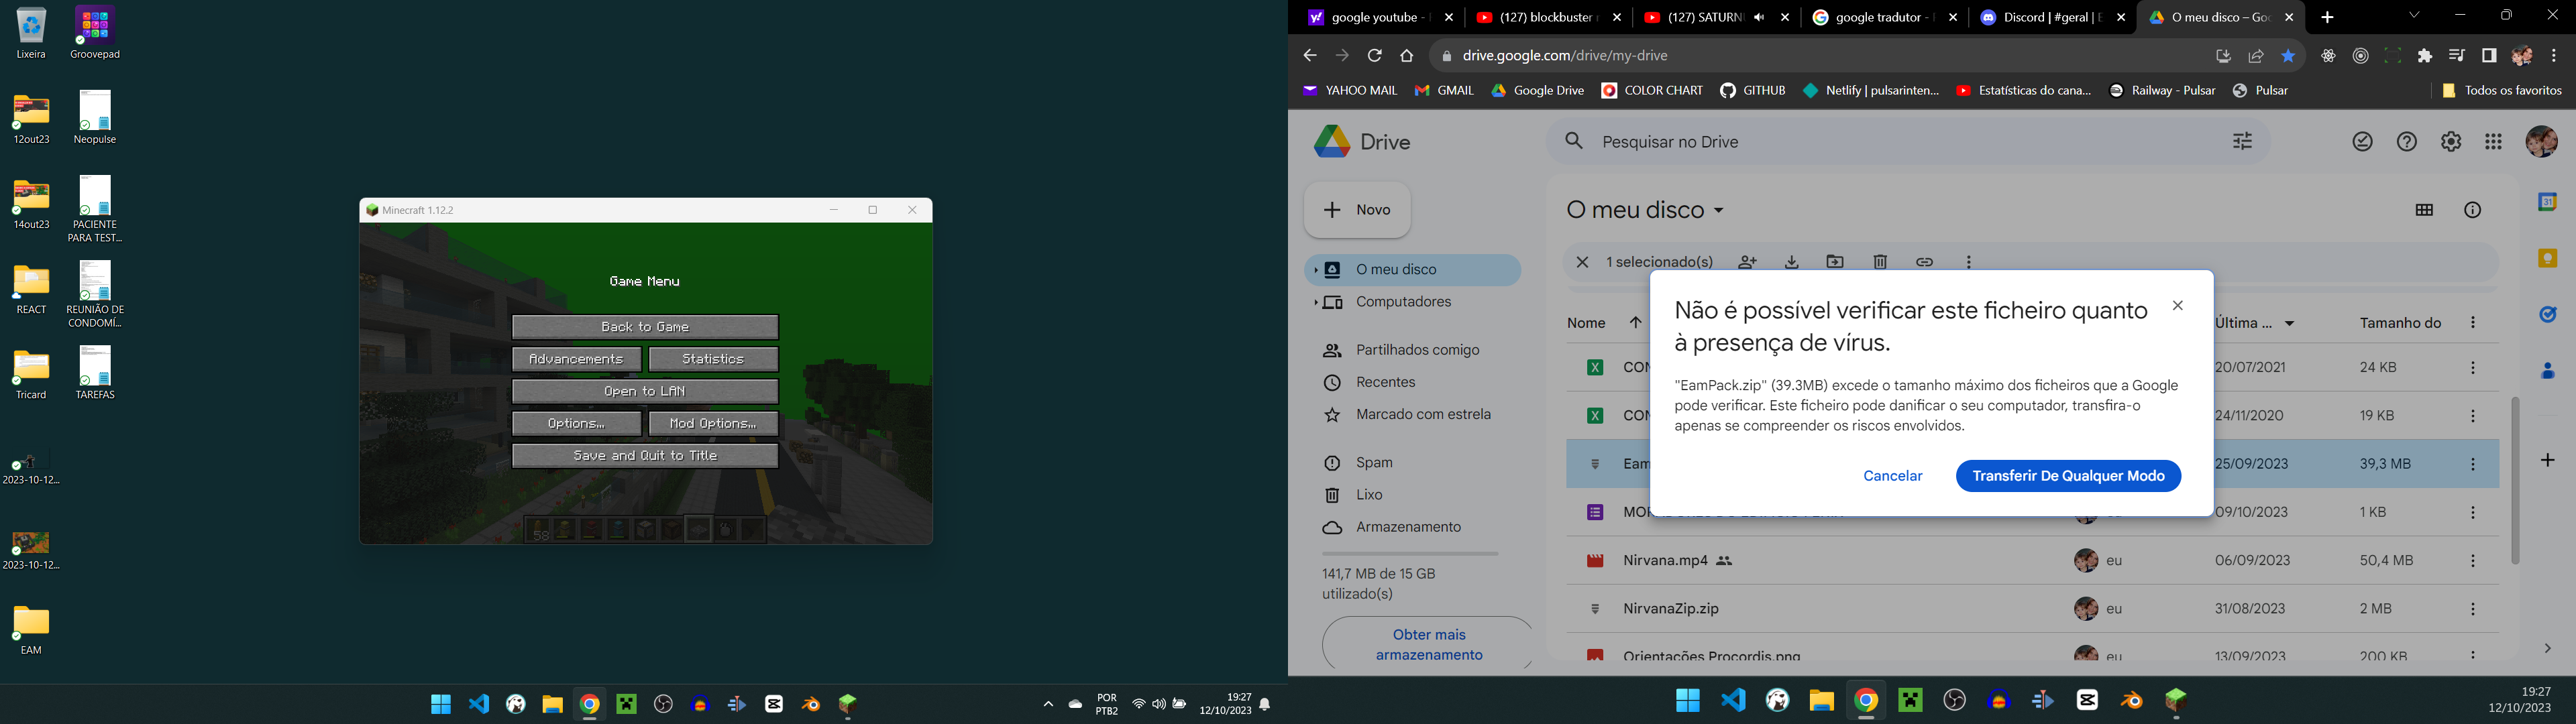 Lixeira
Groovepad
12out23
Neopulse
14out23
PACIENTE
PARA TEST...
REACT
REUNIÃO DE
CONDOMÍ...
Tricard
TAREFAS
2023-10-12...
2023-10-12...
EAM
Minecraft 1.12.2
Game Menu
Back to Game
Advancements
Statistics
Open to LAN
Options...
Mod Options...
Save and Quit to Title
58
POR
PTB2
19:27
12/10/2023
google youtube -
(127) blockbuster
(127) SATURN
google tradutor -
Discord | #geral |
O meu disco – Goo
drive.google.com/drive/my-drive
YAHOO MAIL
GMAIL
Google Drive
COLOR CHART
GITHUB
Netlify | pulsarinten...
Estatísticas do cana...
Railway - Pulsar
Pulsar
Todos os favoritos
Drive
Pesquisar no Drive
Novo
O meu disco
O meu disco
1 selecionado(s)
Computadores
Partilhados comigo
Recentes
Marcado com estrela
Spam
Lixo
Armazenamento
141,7 MB de 15 GB
utilizado(s)
Obter mais
armazenamento
Nome
Última ...
Tamanho do
20/07/2021
24 KB
24/11/2020
19 KB
25/09/2023
39,3 MB
09/10/2023
1 KB
Nirvana.mp4
eu
06/09/2023
50,4 MB
NirvanaZip.zip
eu
31/08/2023
2 MB
Orientações Procordis.png
eu
13/09/2023
200 KB
Não é possível verificar este ficheiro quanto
à presença de vírus.
"EamPack.zip" (39.3MB) excede o tamanho máximo dos ficheiros que a Google
pode verificar. Este ficheiro pode danificar o seu computador, transfira-o
apenas se compreender os riscos envolvidos.
Cancelar
Transferir De Qualquer Modo
19:27
12/10/2023